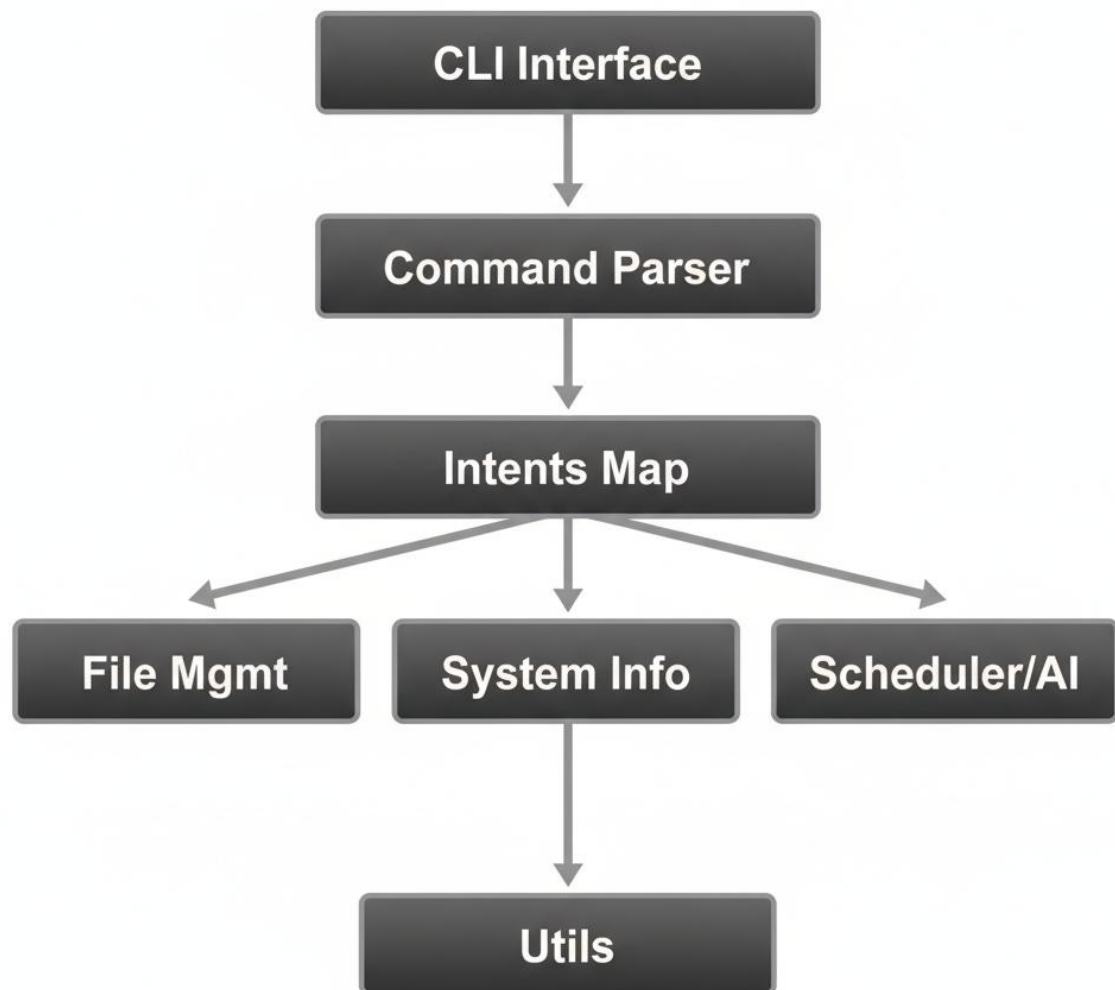 CLI Interface
Command Parser
Intents Map
File Mgmt
System Info
Scheduler/AI
Utils